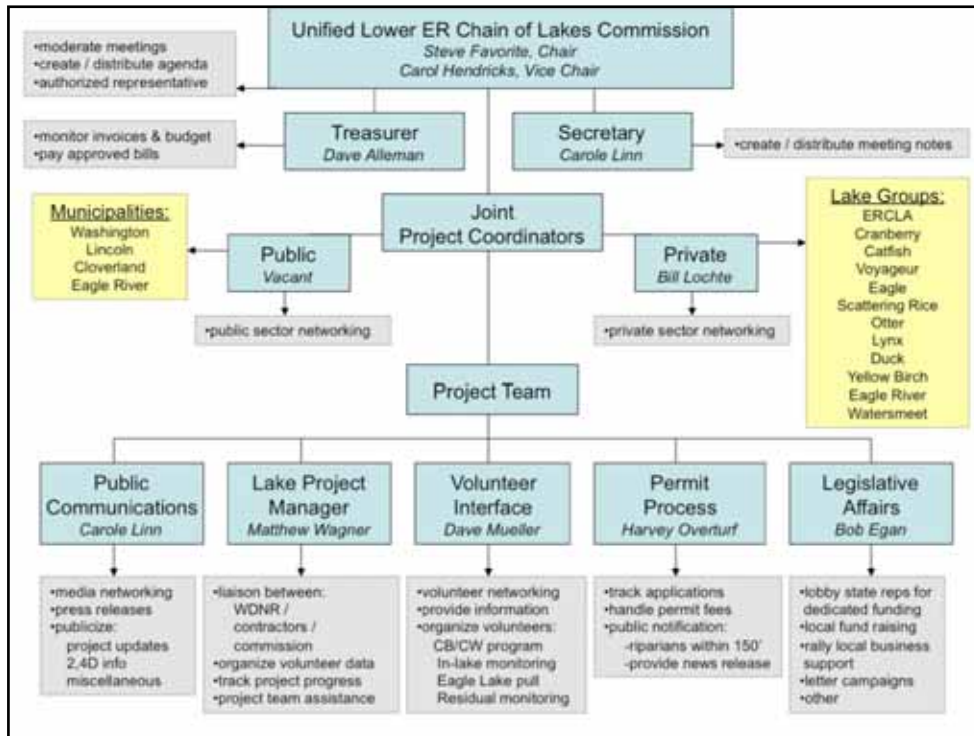 Unified Lower ER Chain of Lakes Commission
Steve Favorite, Chair
Carol Hendricks, Vice Chair
•moderate meetings
•create / distribute agenda
•authorized representative
Treasurer
Dave Alleman
•monitor invoices & budget
•pay approved bills
Secretary
Carole Linn
•create / distribute meeting notes
Joint
Project Coordinators
Municipalities:
Washington
Lincoln
Cloverland
Eagle River
Public
Vacant
•public sector networking
Private
Bill Lochte
•private sector networking
Lake Groups:
ERCLA
Cranberry
Catfish
Voyageur
Eagle
Scattering Rice
Otter
Lynx
Duck
Yellow Birch
Eagle River
Watersmeet
Project Team
Public
Communications
Carole Linn
•media networking
•press releases
•publicize:
project updates
2,4D info
miscellaneous
Lake Project
Manager
Matthew Wagner
•liaison between:
WDNR /
contractors /
commission
•organize volunteer data
•track project progress
•project team assistance
Volunteer
Interface
Dave Mueller
•volunteer networking
•provide information
•organize volunteers:
CB/CW program
In-lake monitoring
Eagle Lake pull
Residual monitoring
Permit
Process
Harvey Overturf
•track applications
•handle permit fees
•public notification:
-riparians within 150'
-provide news release
Legislative
Affairs
Bob Egan
•lobby state reps for
dedicated funding
•local fund raising
•rally local business
support
•letter campaigns
•other